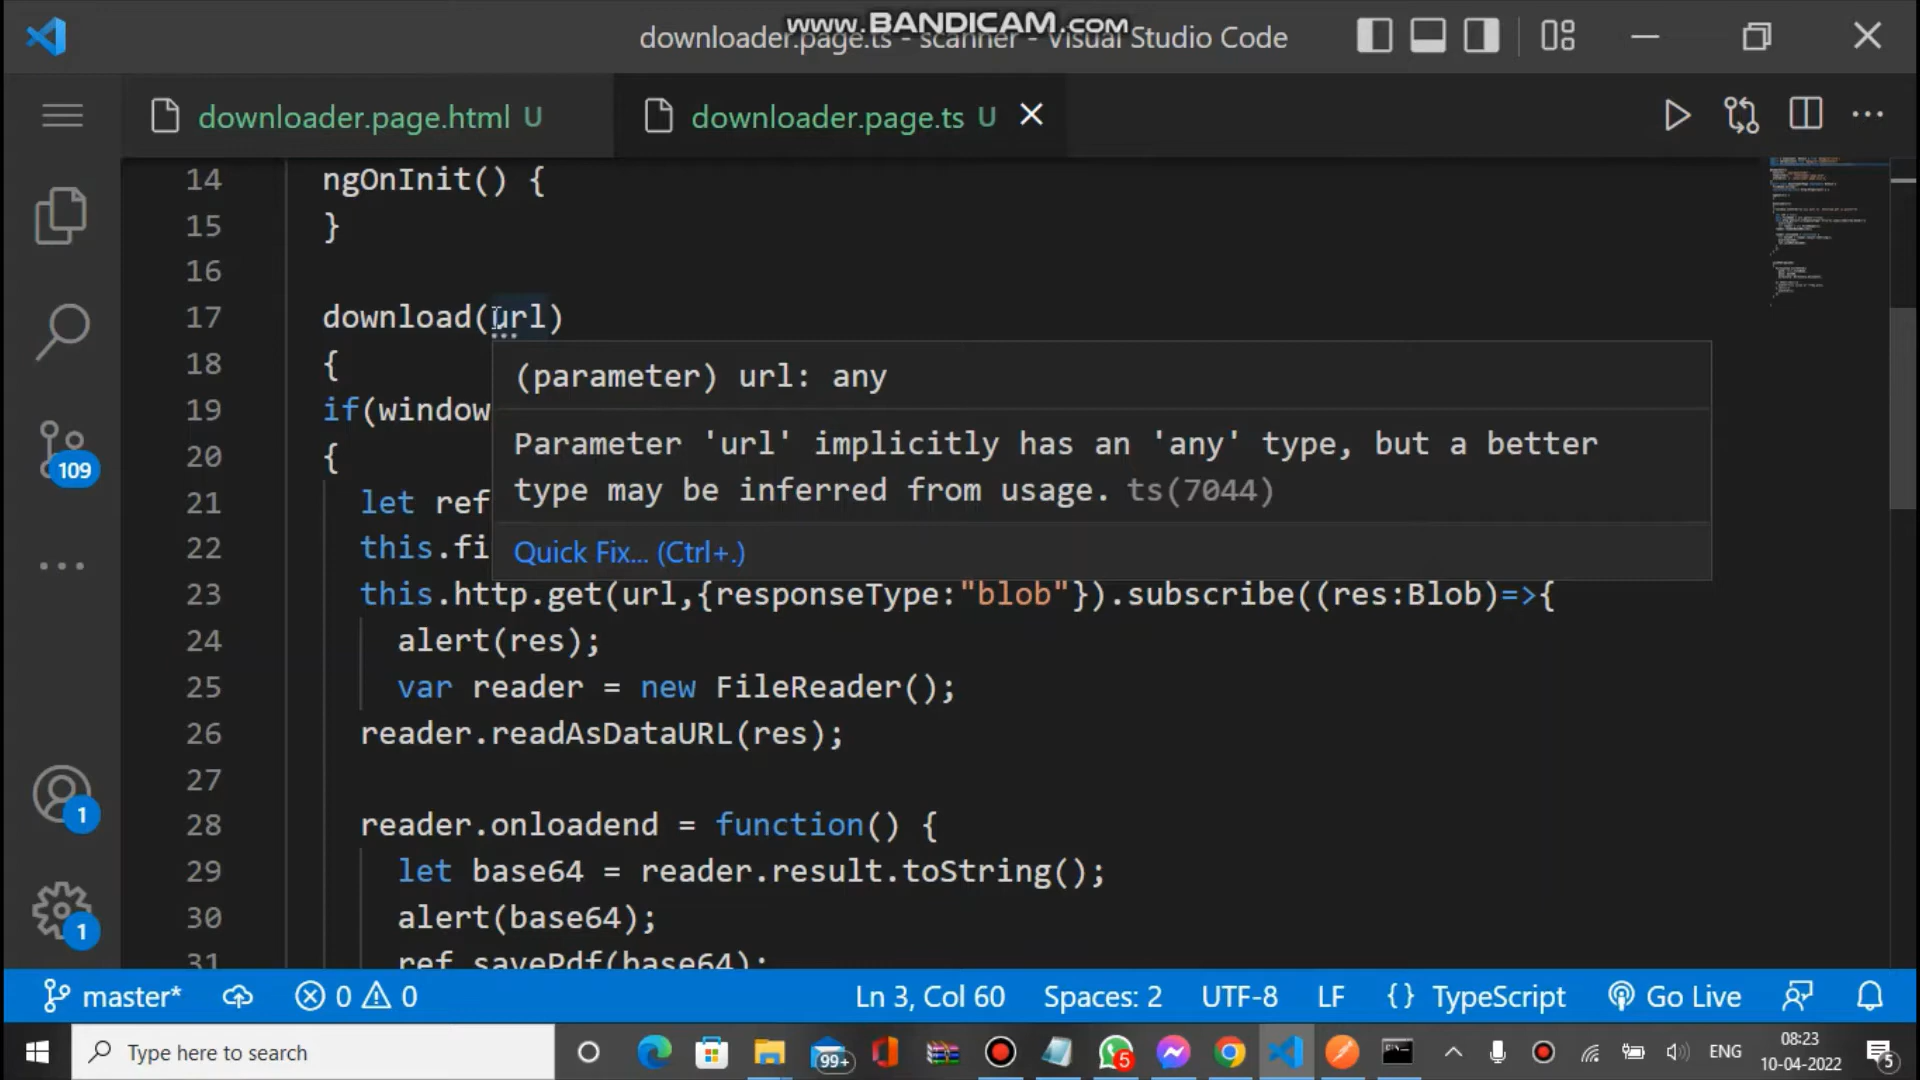 www.BANDICAM.com
downloader.page.ts - scanner - Visual Studio Code
downloader.page.html U
downloader.page.ts U
14 ngOnInit() {
15 }
16
17 download(url)
18 {
19 if(window
20 {
21 let ref
22 this.fi
23 this.http.get(url,{responseType:"blob"}).subscribe((res:Blob)=>{
24 alert(res);
25 var reader = new FileReader();
26 reader.readAsDataURL(res);
27
28 reader.onloadend = function() {
29 let base64 = reader.result.toString();
30 alert(base64);
31 ref.savePdf(base64);
(parameter) url: any
Parameter 'url' implicitly has an 'any' type, but a better
type may be inferred from usage. ts(7044)
Quick Fix... (Ctrl+.)
109
1
1
master* 0 0 Ln 3, Col 60 Spaces: 2 UTF-8 LF {} TypeScript Go Live
Type here to search
99+
5
ENG
08:23
10-04-2022
5